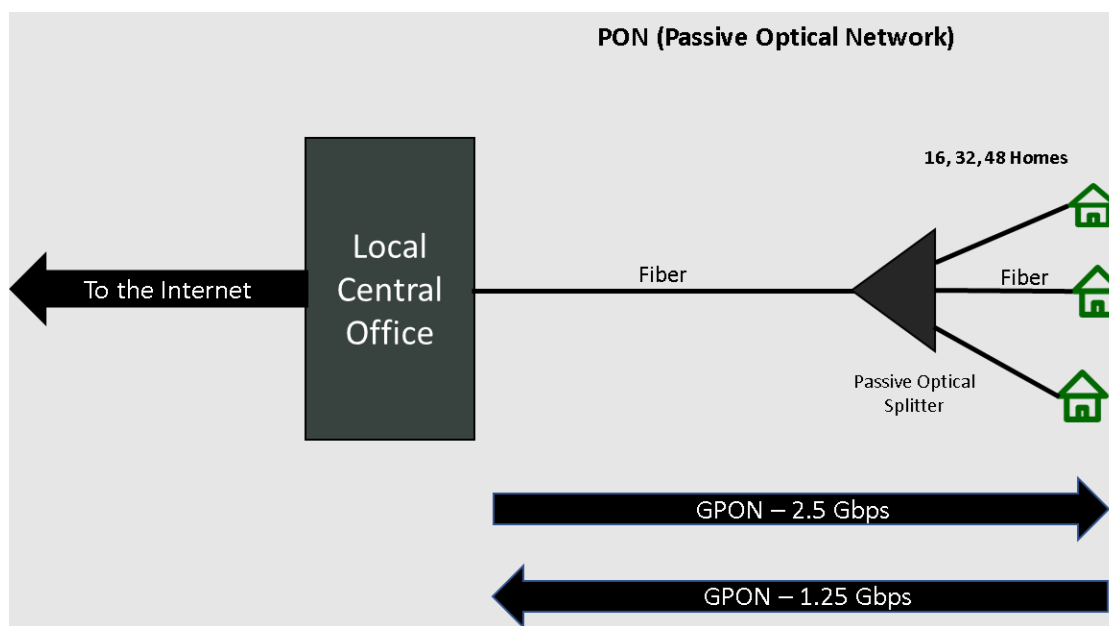 PON (Passive Optical Network)
16, 32, 48 Homes
Local
Central
Office
To the Internet
Fiber
Fiber
Passive Optical
Splitter
GPON – 2.5 Gbps
GPON – 1.25 Gbps